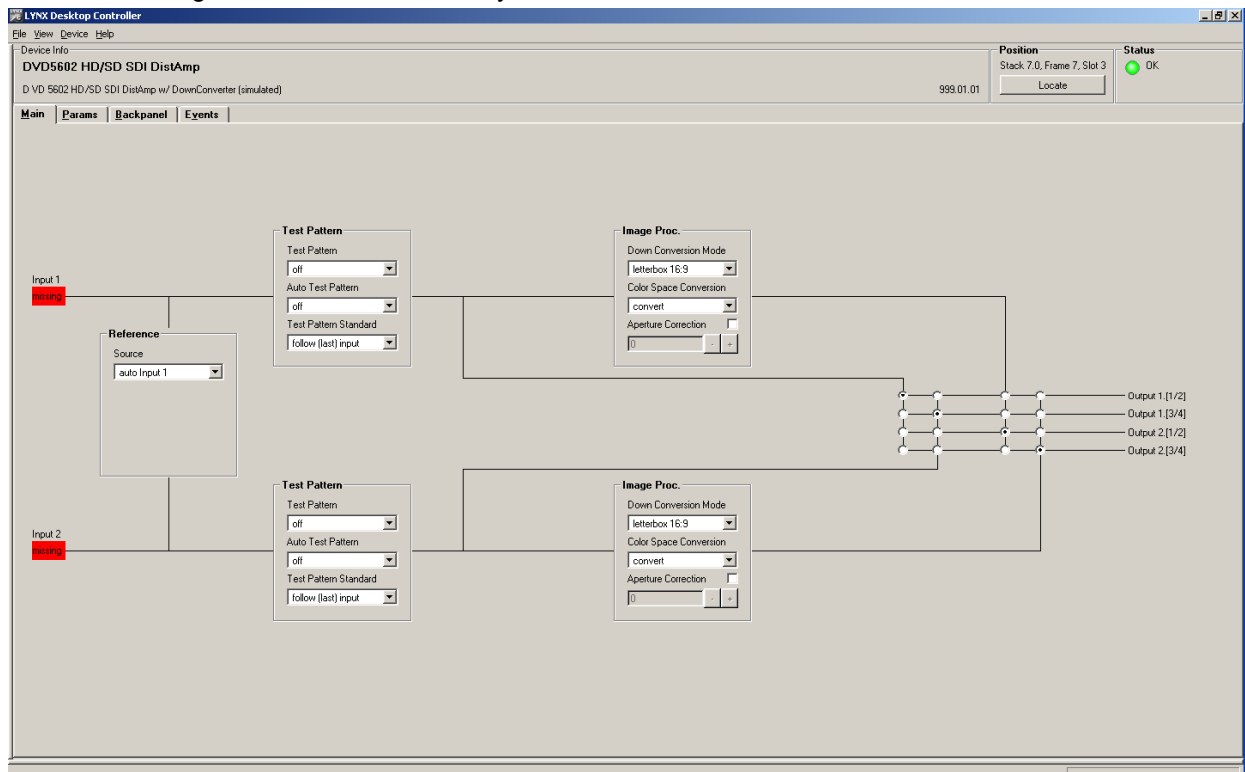 LYNX Desktop Controller
File View Device Help
Device Info
DVD5602 HD/SD SDI DistAmp
D VD 5602 HD/SD SDI DistAmp w/ DownConverter (simulated)
999.01.01
Position
Stack 7.0, Frame 7, Slot 3
Locate
Status
OK
Main Params Backpanel Events
Input 1
missing
Reference
Source
auto Input 1
Test Pattern
Test Pattern
off
Auto Test Pattern
off
Test Pattern Standard
follow (last) input
Image Proc.
Down Conversion Mode
letterbox 16:9
Color Space Conversion
convert
Aperture Correction
0
- +
Output 1.[1/2]
Output 1.[3/4]
Output 2.[1/2]
Output 2.[3/4]
Input 2
missing
Test Pattern
Test Pattern
off
Auto Test Pattern
off
Test Pattern Standard
follow (last) input
Image Proc.
Down Conversion Mode
letterbox 16:9
Color Space Conversion
convert
Aperture Correction
0
- +